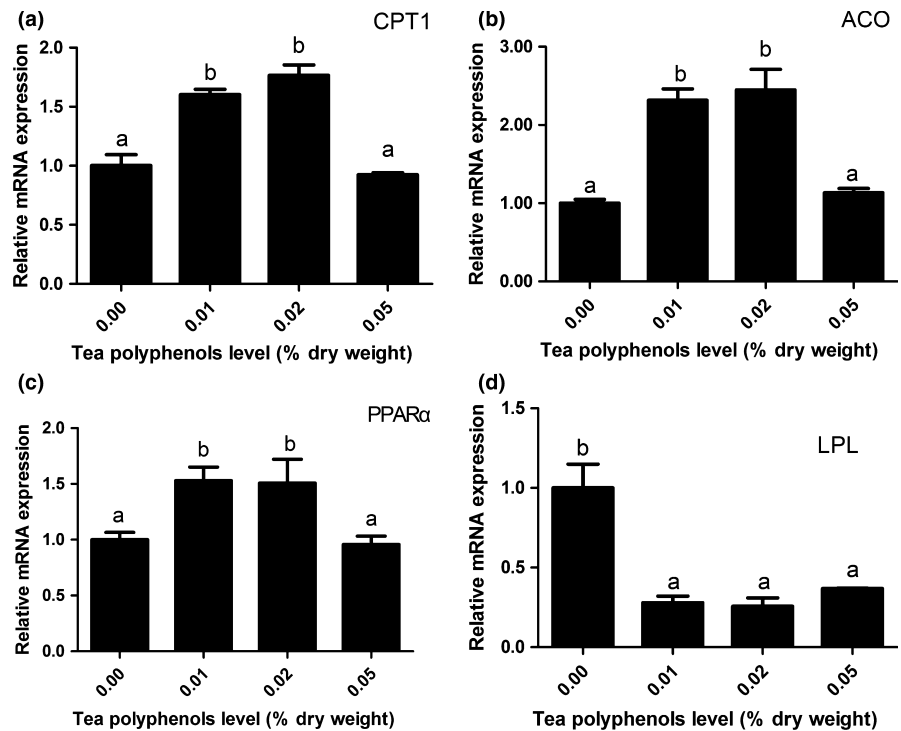 (a)
CPT1
Relative mRNA expression
2.0
1.5
1.0
0.5
0.0
a
b
b
a
0.00
0.01
0.02
0.05
Tea polyphenols level (% dry weight)
(b)
ACO
Relative mRNA expression
3.00
2.00
1.00
0.00
a
b
b
a
0.00
0.01
0.02
0.05
Tea polyphenols level (% dry weight)
(c)
PPARα
Relative mRNA expression
2.0
1.5
1.0
0.5
0.0
a
b
b
a
0.00
0.01
0.02
0.05
Tea polyphenols level (% dry weight)
(d)
LPL
Relative mRNA expression
1.5
1.0
0.5
0.0
b
a
a
a
0.00
0.01
0.02
0.05
Tea polyphenols level (% dry weight)